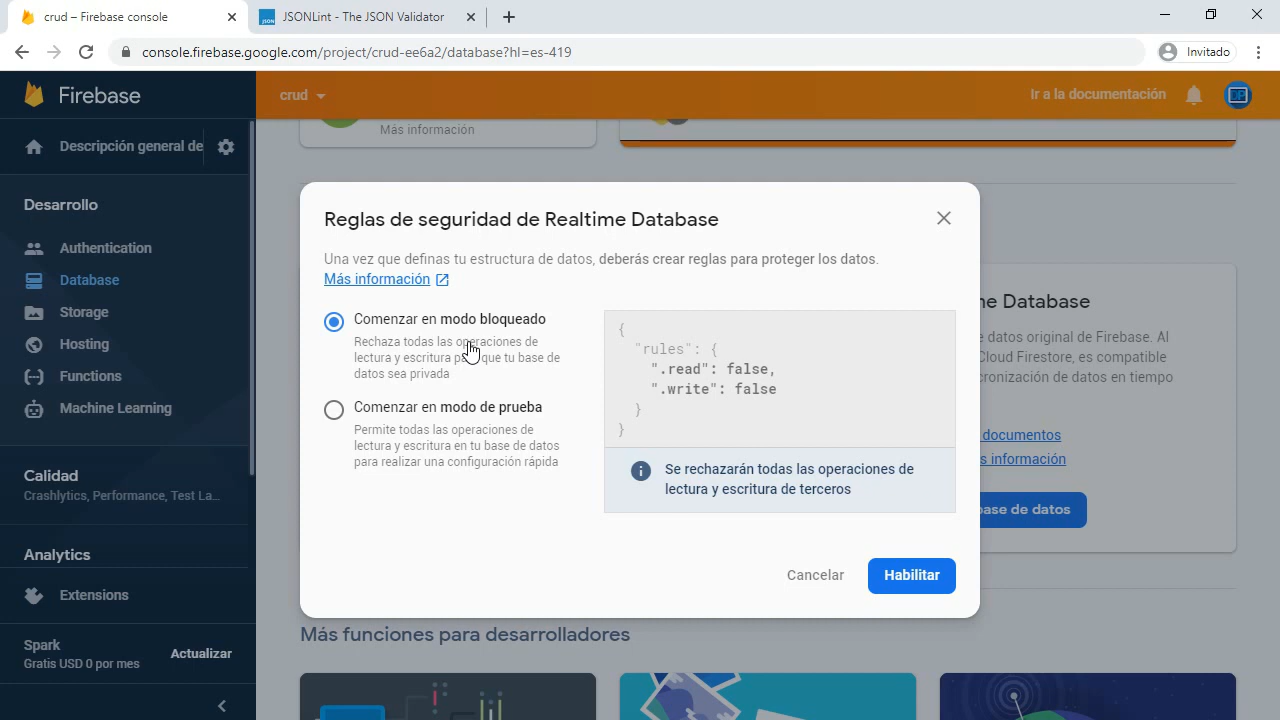 crud – Firebase console
JSONLint - The JSON Validator
console.firebase.google.com/project/crud-ee6a2/database?hl=es-419
Invitado
Firebase
crud
Ir a la documentación
Descripción general de
Más información
Desarrollo
Authentication
Database
Storage
Hosting
Functions
Machine Learning
Calidad
Crashlytics, Performance, Test La...
Analytics
Extensions
Spark
Gratis USD 0 por mes
Actualizar
Reglas de seguridad de Realtime Database
Una vez que definas tu estructura de datos, deberás crear reglas para proteger los datos.
Más información
Comenzar en modo bloqueado
Rechaza todas las operaciones de
lectura y escritura para que tu base de
datos sea privada
Comenzar en modo de prueba
Permite todas las operaciones de
lectura y escritura en tu base de datos
para realizar una configuración rápida
{
"rules": {
".read": false,
".write": false
}
}
Se rechazarán todas las operaciones de
lectura y escritura de terceros
Cancelar
Habilitar
me Database
e datos original de Firebase. Al
Cloud Firestore, es compatible
cronización de datos en tiempo
documentos
s información
base de datos
Más funciones para desarrolladores